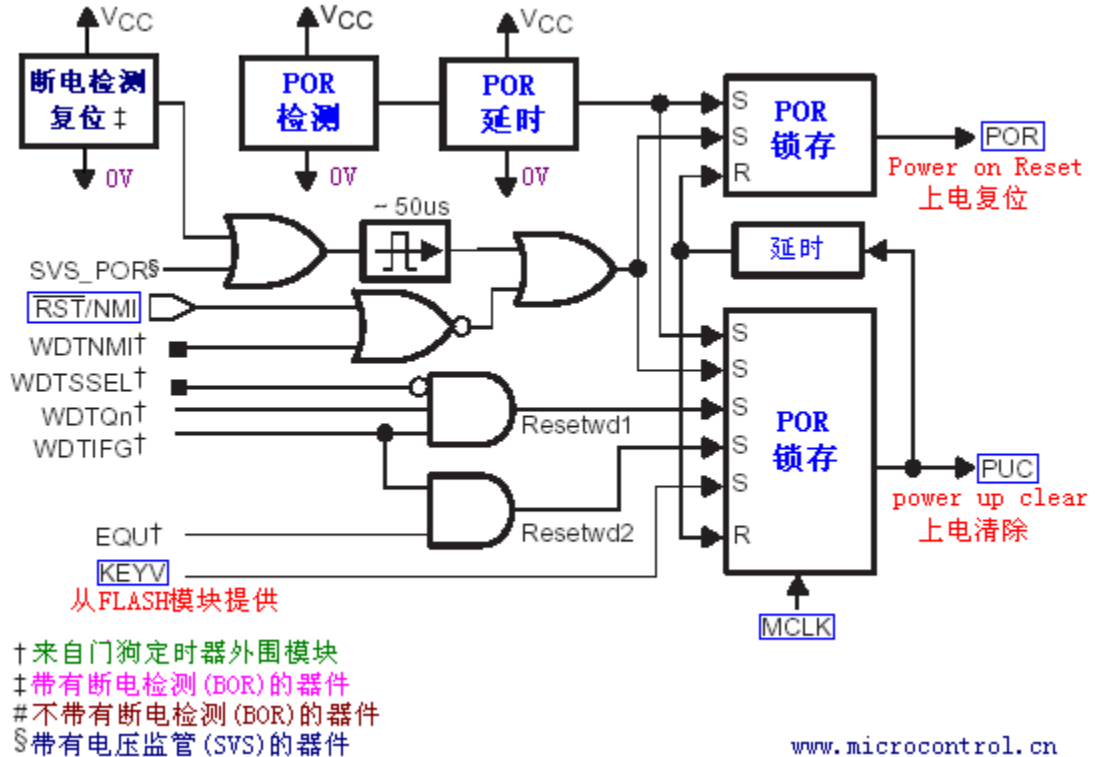 VCC
VCC
VCC
断电检测
复位‡
POR
检测
POR
延时
POR
锁存
S
S
R
POR
Power on Reset
上电复位
0V
0V
0V
~ 50us
延时
SVS_POR§
RST/NMI
WDTNMI†
WDTSSEL†
WDTQn†
WDTIFG†
Resetwd1
EQU†
Resetwd2
KEYV
从FLASH模块提供
S
S
S
S
S
R
POR
锁存
PUC
power up clear
上电清除
MCLK
†来自门狗定时器外围模块
‡带有断电检测(BOR)的器件
#不带有断电检测(BOR)的器件
§带有电压监管(SVS)的器件
www.microcontrol.cn